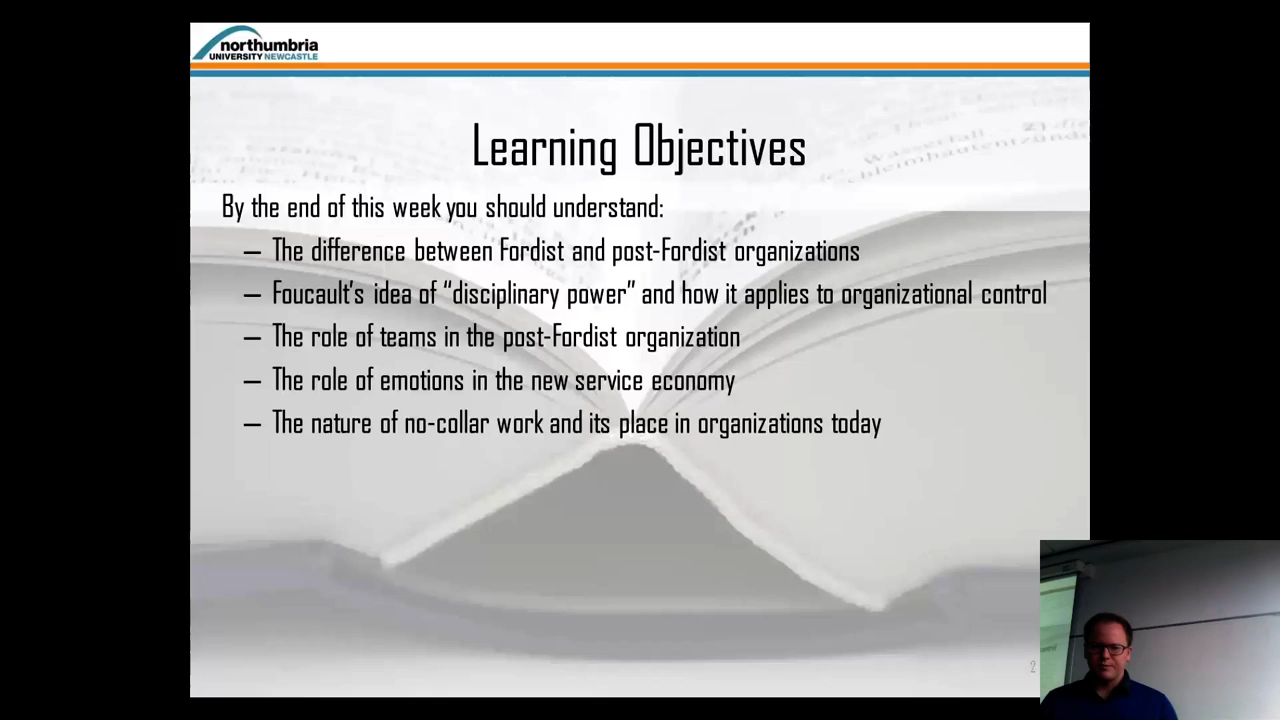 northumbria
UNIVERSITY NEWCASTLE
Wasserfall
Learning Objectives
By the end of this week you should understand:
– The difference between Fordist and post-Fordist organizations
– Foucault's idea of “disciplinary power” and how it applies to organizational control
– The role of teams in the post-Fordist organization
– The role of emotions in the new service economy
– The nature of no-collar work and its place in organizations today
2